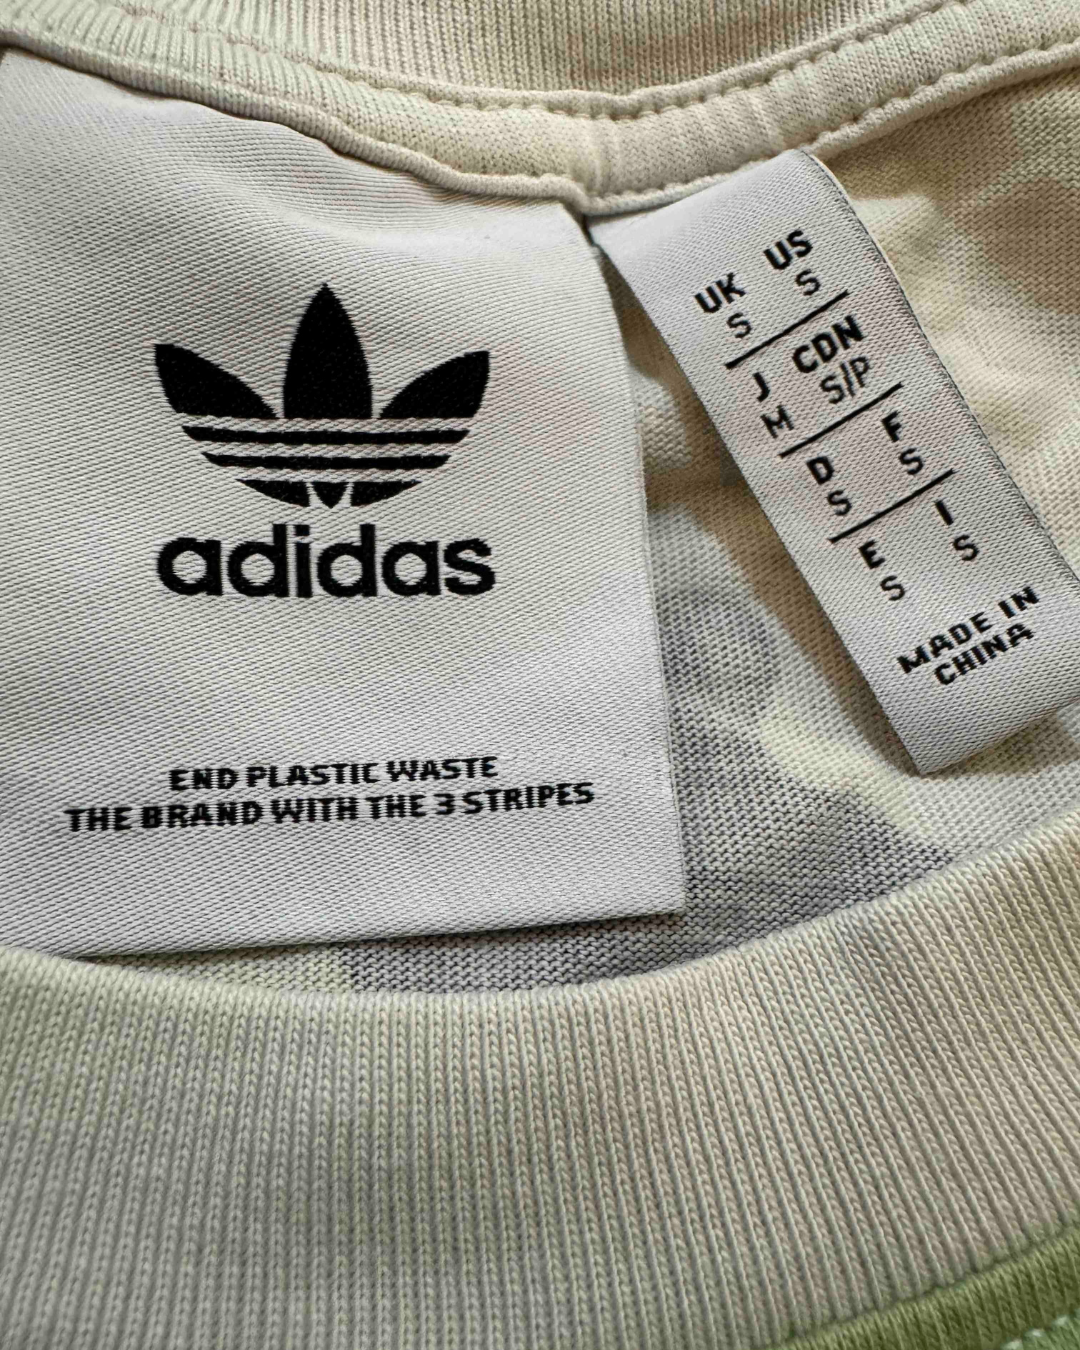 adidas
END PLASTIC WASTE
THE BRAND WITH THE 3 STRIPES
UK US
S S
J CDN
M S/P
D F
S S
E I
S S
MADE IN
CHINA